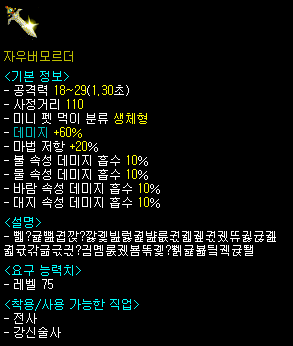 자우버모르더
<기본 정보>
- 공격력 18~29(1.30초)
- 사정거리 110
- 미니 펫 먹이 분류 생체형
- 데미지 +60%
- 마법 저항 +20%
- 불 속성 데미지 흡수 10%
- 물 속성 데미지 흡수 10%
- 바람 속성 데미지 흡수 10%
- 대지 속성 데미지 흡수 10%
<설명>
<요구 능력치>
- 레벨 75
<착용/사용 가능한 직업>
- 전사
- 강신술사